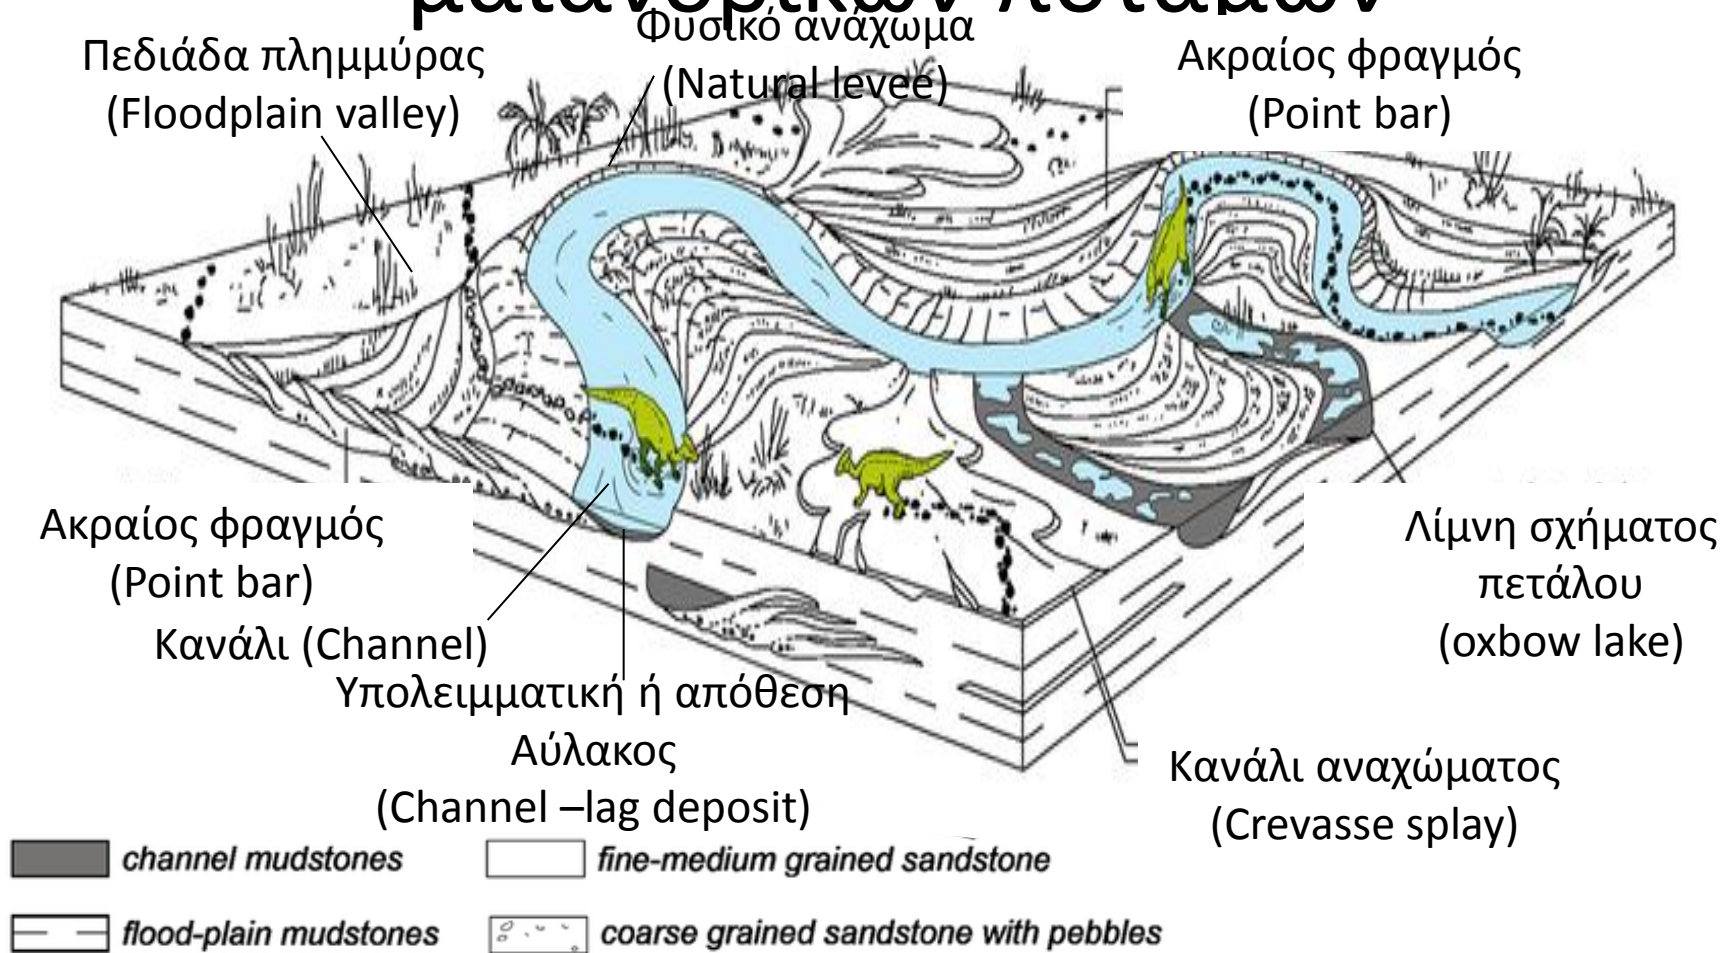 μαιανδρικών ποταμών
Πεδιάδα πλημμύρας
(Floodplain valley)
Φυσικό ανάχωμα
(Natural levee)
Ακραίος φραγμός
(Point bar)
Ακραίος φραγμός
(Point bar)
Κανάλι (Channel)
Υπολειμματική ή απόθεση
Αύλακος
(Channel –lag deposit)
Λίμνη σχήματος
πετάλου
(oxbow lake)
Κανάλι αναχώματος
(Crevasse splay)
channel mudstones
fine-medium grained sandstone
flood-plain mudstones
coarse grained sandstone with pebbles